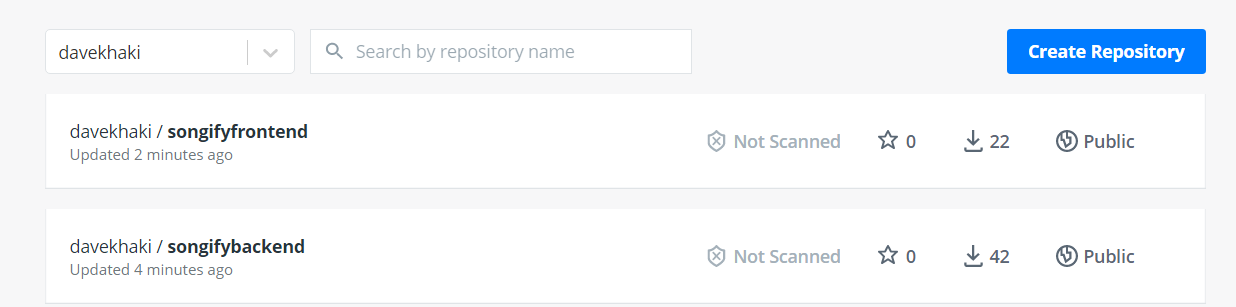 davekhaki
Search by repository name
Create Repository
davekhaki / songifyfrontend
Updated 2 minutes ago
Not Scanned
0
22
Public
davekhaki / songifybackend
Updated 4 minutes ago
Not Scanned
0
42
Public